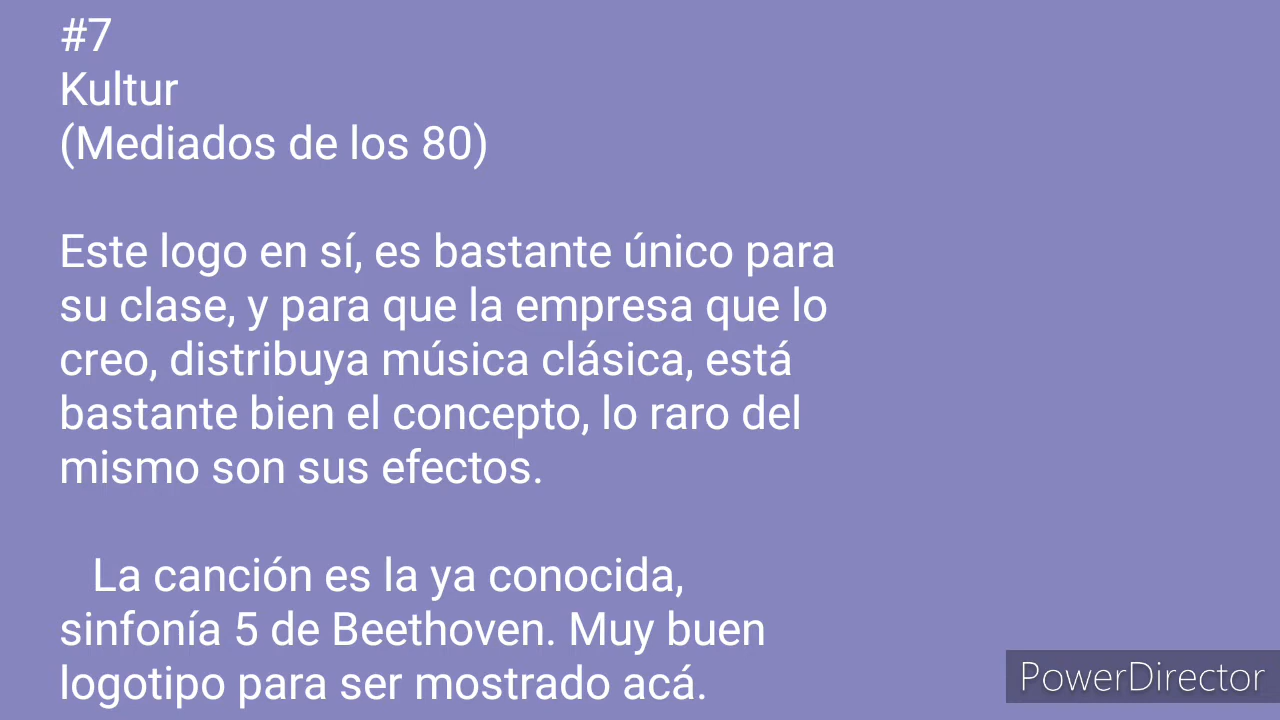 #7
Kultur
(Mediados de los 80)
Este logo en sí, es bastante único para
su clase, y para que la empresa que lo
creo, distribuya música clásica, está
bastante bien el concepto, lo raro del
mismo son sus efectos.
La canción es la ya conocida,
sinfonía 5 de Beethoven. Muy buen
logotipo para ser mostrado acá.
PowerDirector